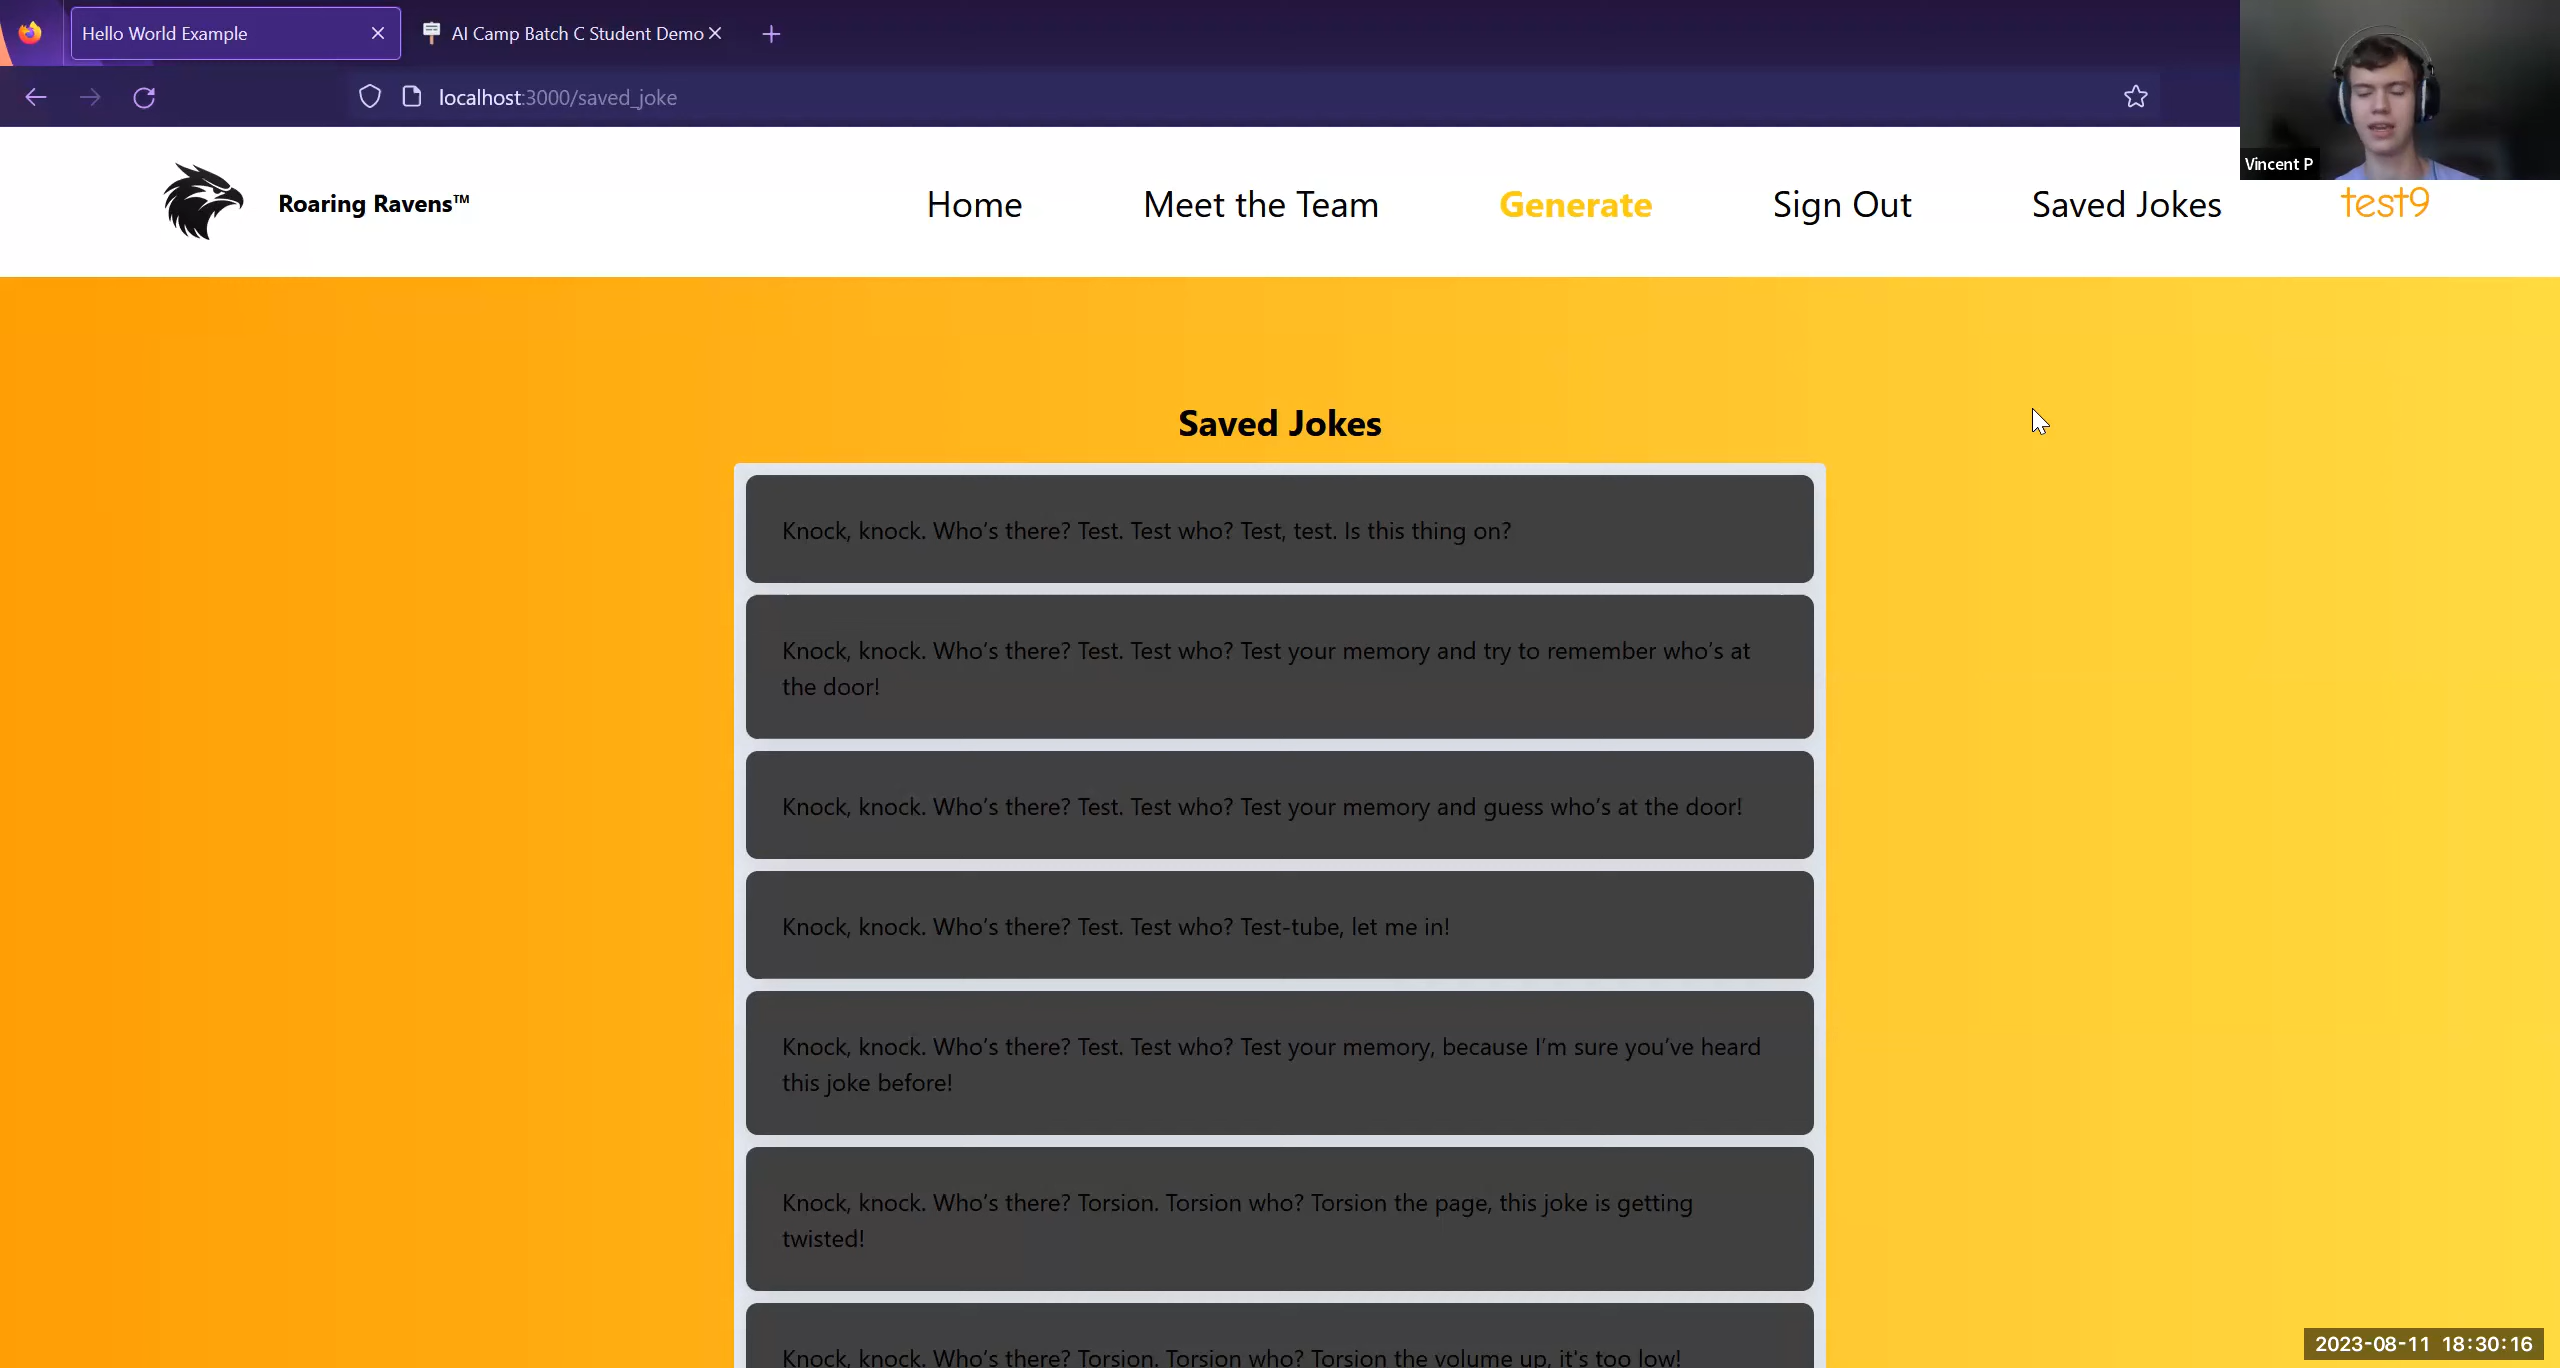 Hello World Example
AI Camp Batch C Student Demo
localhost:3000/saved_joke
Vincent P
Roaring Ravens™
Home
Meet the Team
Generate
Sign Out
Saved Jokes
test9
Saved Jokes
Knock, knock. Who's there? Test. Test who? Test, test. Is this thing on?
Knock, knock. Who's there? Test. Test who? Test your memory and try to remember who's at
the door!
Knock, knock. Who's there? Test. Test who? Test your memory and guess who's at the door!
Knock, knock. Who's there? Test. Test who? Test-tube, let me in!
Knock, knock. Who's there? Test. Test who? Test your memory, because I'm sure you've heard
this joke before!
Knock, knock. Who's there? Torsion. Torsion who? Torsion the page, this joke is getting
twisted!
Knock, knock. Who's there? Torsion. Torsion who? Torsion the volume up, it's too low!
2023-08-11 18:30:16